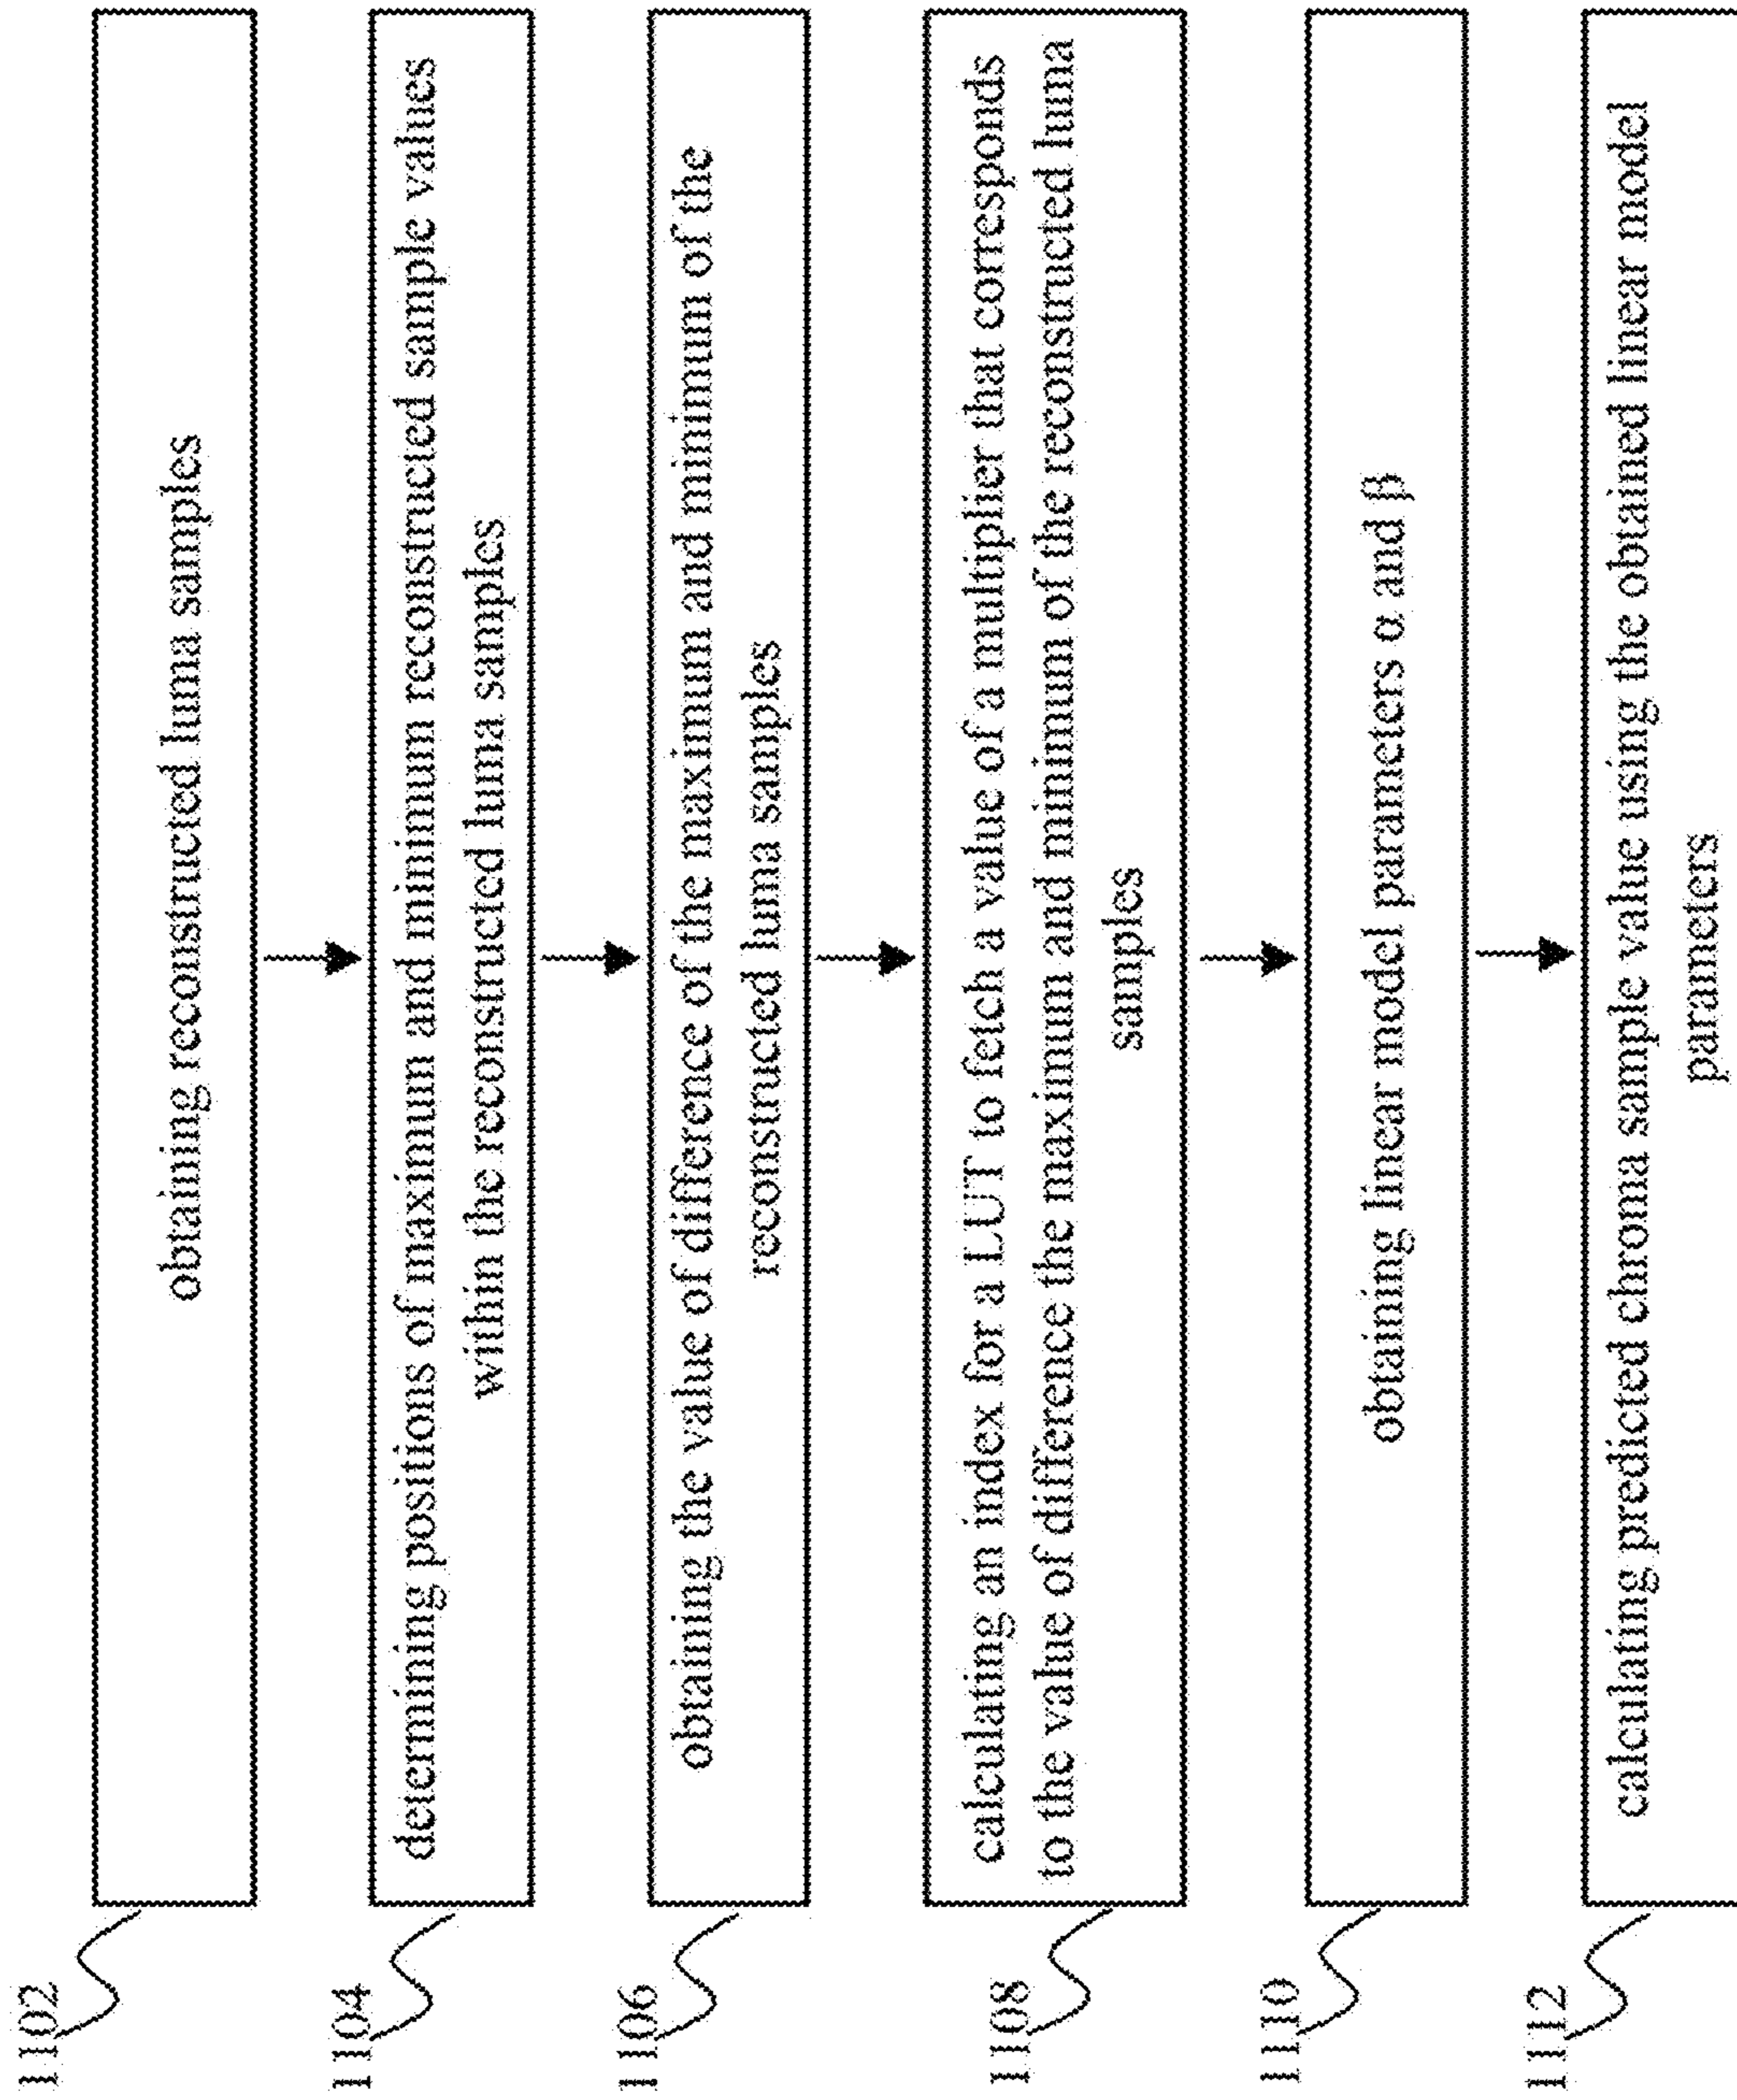 1102
obtaining reconstructed luma samples
1104
determining positions of maximum and minimum reconstructed sample values
within the reconstructed luma samples
1106
obtaining the value of difference of the maximum and minimum of the
reconstructed luma samples
1108
calculating an index for a LUT to fetch a value of a multiplier that corresponds
to the value of difference the maximum and minimum of the reconstructed luma
samples
1110
obtaining linear model parameters α and β
1112
calculating predicted chroma sample value using the obtained linear model
parameters